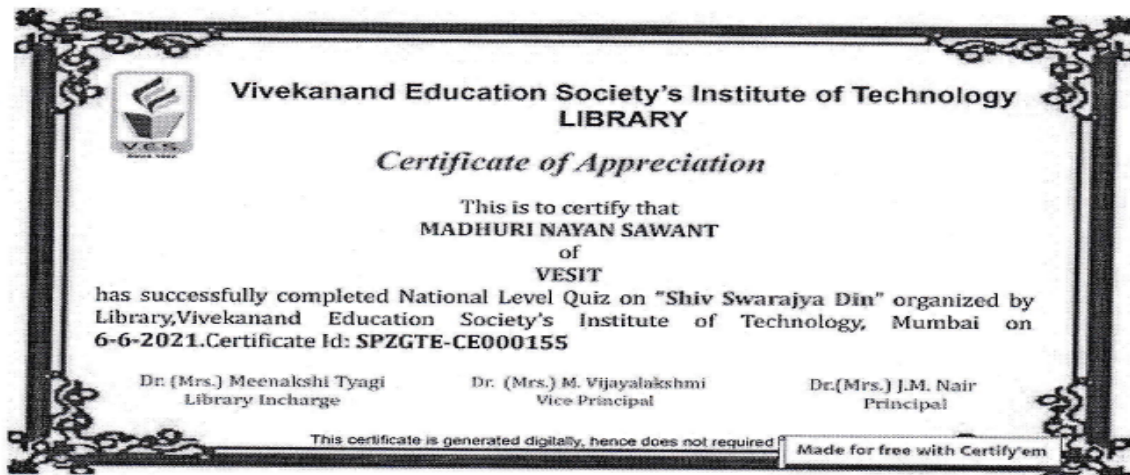 Vivekanand Education Society's Institute of Technology
LIBRARY
V.E.S.
Since 1962
Certificate of Appreciation
This is to certify that
MADHURI NAYAN SAWANT
of
VESIT
has successfully completed National Level Quiz on "Shiv Swarajya Din" organized by
Library,Vivekanand Education Society's Institute of Technology, Mumbai on
6-6-2021.Certificate Id: SPZGTE-CE000155
Dr. (Mrs.) Meenakshi Tyagi
Library Incharge
Dr. (Mrs.) M. Vijayalakshmi
Vice Principal
Dr.(Mrs.) J.M. Nair
Principal
This certificate is generated digitally, hence does not required
Made for free with Certify'em